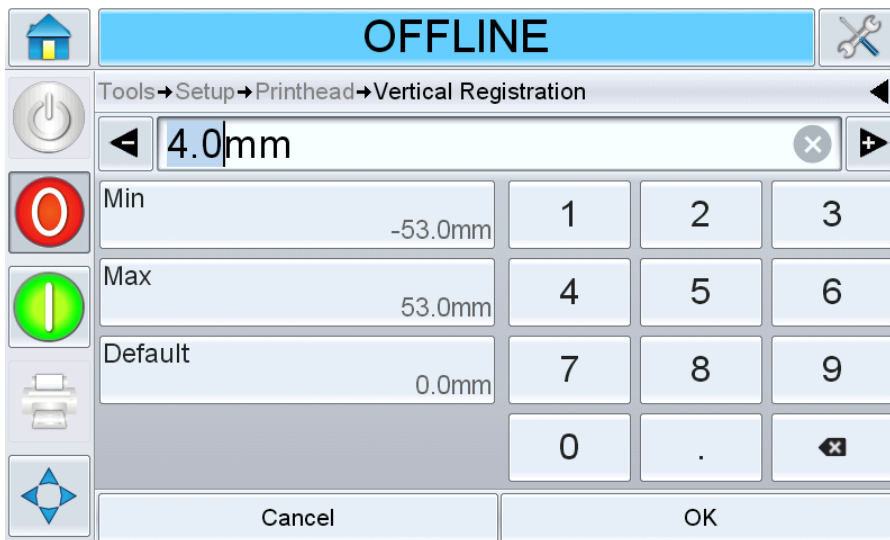 OFFLINE
Tools→Setup→Printhead→Vertical Registration
4.0mm
Min
-53.0mm
1 2 3
Max
53.0mm
4 5 6
Default
0.0mm
7 8 9
0 .
Cancel OK